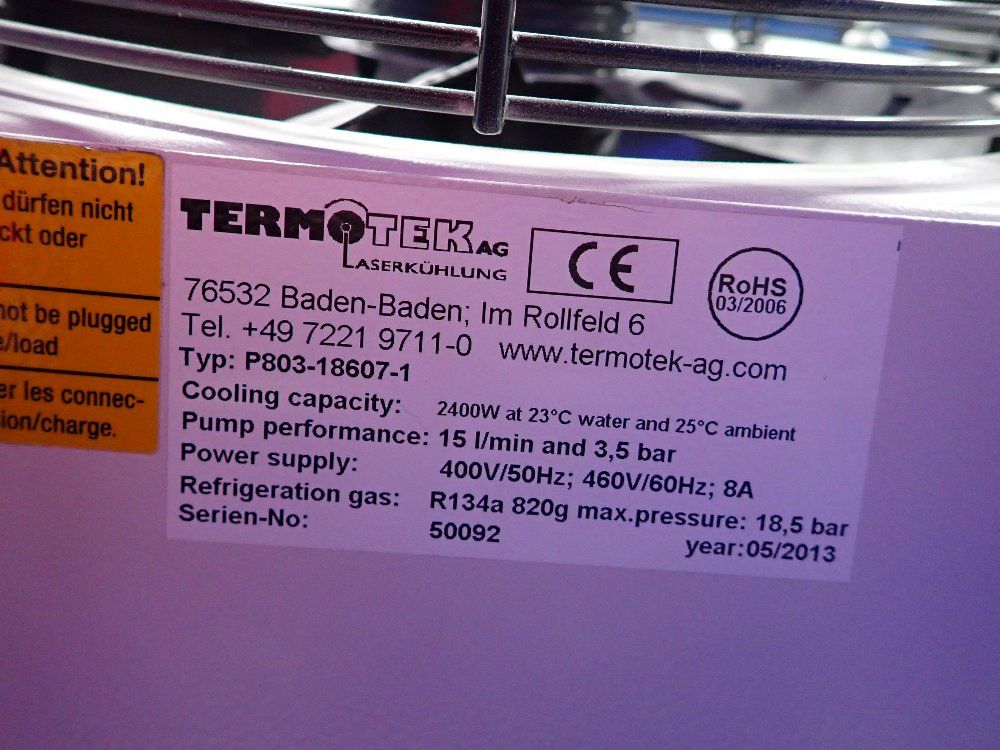 Attention!
dürfen nicht
ckt oder
not be plugged
e/load
er les connec-
sion/charge.
TERMOTEK AG
LASERKÜHLUNG
CE
RoHS
03/2006
76532 Baden-Baden; Im Rollfeld 6
Tel. +49 7221 9711-0 www.termotek-ag.com
Typ: P803-18607-1
Cooling capacity: 2400W at 23°C water and 25°C ambient
Pump performance: 15 l/min and 3,5 bar
Power supply: 400V/50Hz; 460V/60Hz; 8A
Refrigeration gas: R134a 820g max.pressure: 18,5 bar
Serien-No: 50092 year:05/2013